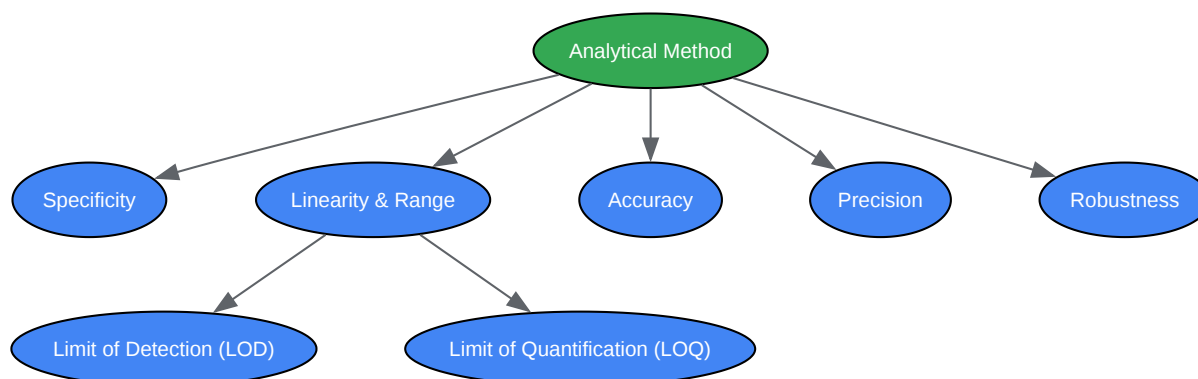 Analytical Method
Specificity
Linearity & Range
Accuracy
Precision
Robustness
Limit of Detection (LOD)
Limit of Quantification (LOQ)